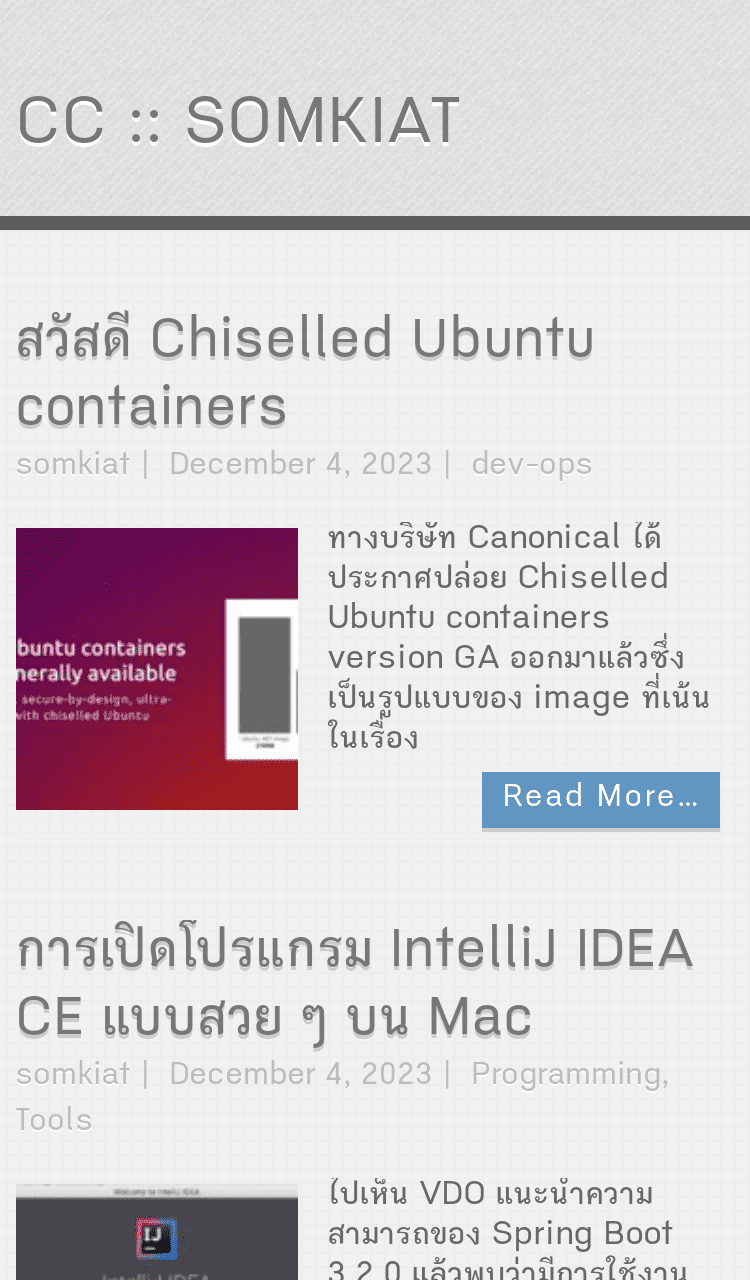 CC :: SOMKIAT
สวัสดี Chiselled Ubuntu
containers
somkiat | December 4, 2023 | dev-ops
buntu containers
nerally available
secure-by-design, ultra-
with chiselled Ubuntu
ทางบริษัท Canonical ได้
ประกาศปล่อย Chiselled
Ubuntu containers
version GA ออกมาแล้วซึ่ง
เป็นรูปแบบของ image ที่เน้น
ในเรื่อง
Read More…
การเปิดโปรแกรม IntelliJ IDEA
CE แบบสวย ๆ บน Mac
somkiat | December 4, 2023 | Programming,
Tools
Welcome to IntelliJ IDEA
IJ
IntelliJ IDEA
ไปเห็น VDO แนะนำความ
สามารถของ Spring Boot
3.2.0 แล้วพบว่ามีการใช้งาน